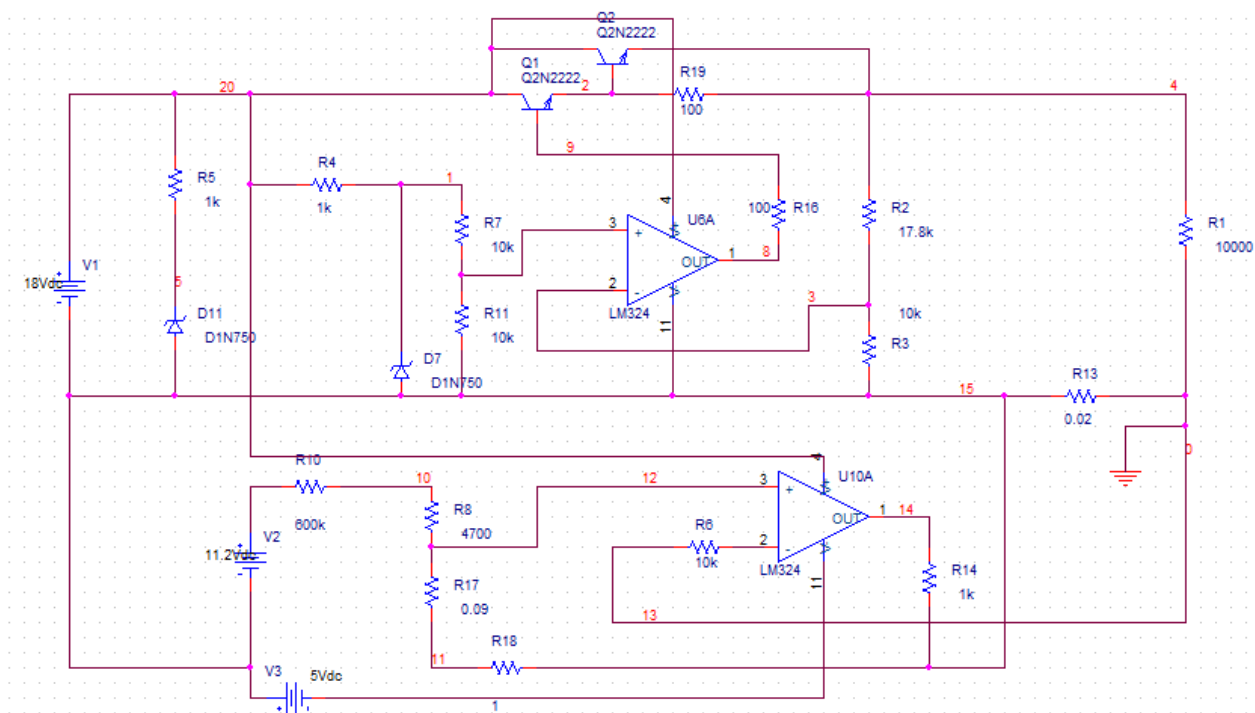 Q2
Q2N2222
Q1
Q2N2222
2
R19
100
20
4
9
R5
1k
R4
1k
1
R7
10k
3
+
4
U6A
100
R16
R2
17.8k
R1
10000
OUT
1
8
V1
18Vdc
5
2
-
LM324
11
3
10k
R3
D11
D1N750
R11
10k
D7
D1N750
15
R13
0.02
0
R10
600k
10
R8
4700
12
3
+
4
U10A
OUT
1
14
V2
11.2Vdc
R6
10k
2
-
LM324
11
R14
1k
R17
0.09
13
11
R18
V3
5Vdc
1